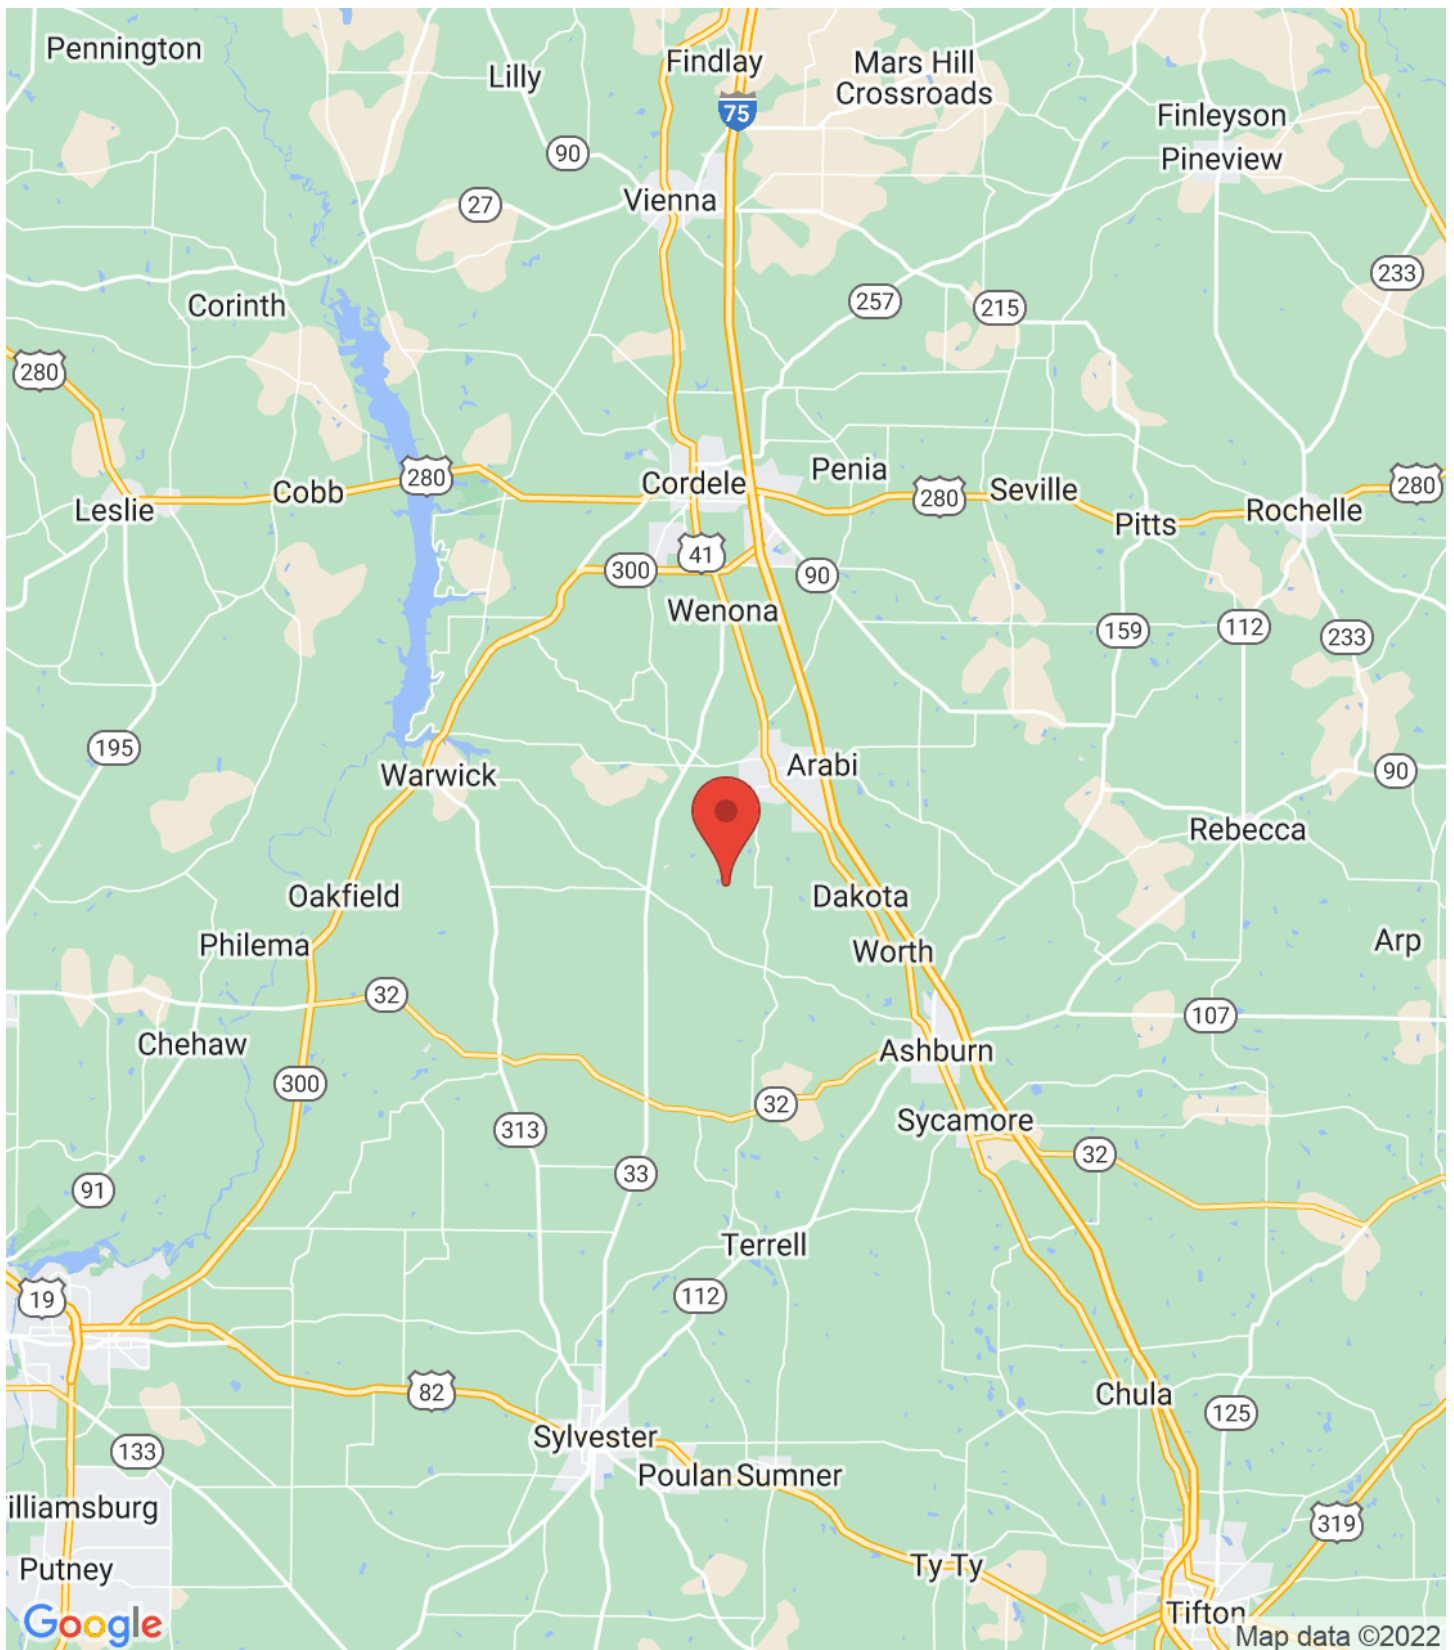 Pennington
Findlay
Mars Hill
Crossroads
Lilly
75
Finleyson
Pineview
90
Vienna
27
233
257
215
Corinth
280
Penia
280
Cordele
280
Seville
280
Cobb
Leslie
Rochelle
Pitts
41
300
90
Wenona
159
112
233
195
Arabi
Warwick
90
Rebecca
Oakfield
Dakota
Philema
Worth
Arp
32
107
Chehaw
Ashburn
300
32
Sycamore
313
32
33
91
Terrell
19
112
82
Chula
125
Sylvester
133
Poulan
Sumner
illiamsburg
319
Ty Ty
Putney
Tifton
Google
Map data ©2022